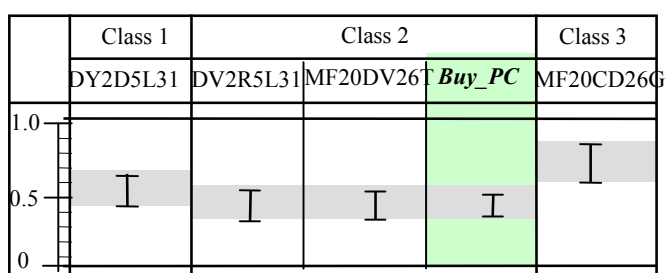 Class 1 Class 2 Class 3
DY2D5L31 DV2R5L31 MF20DV26T Buy_PC MF20CD26G
1.0
0.5
0